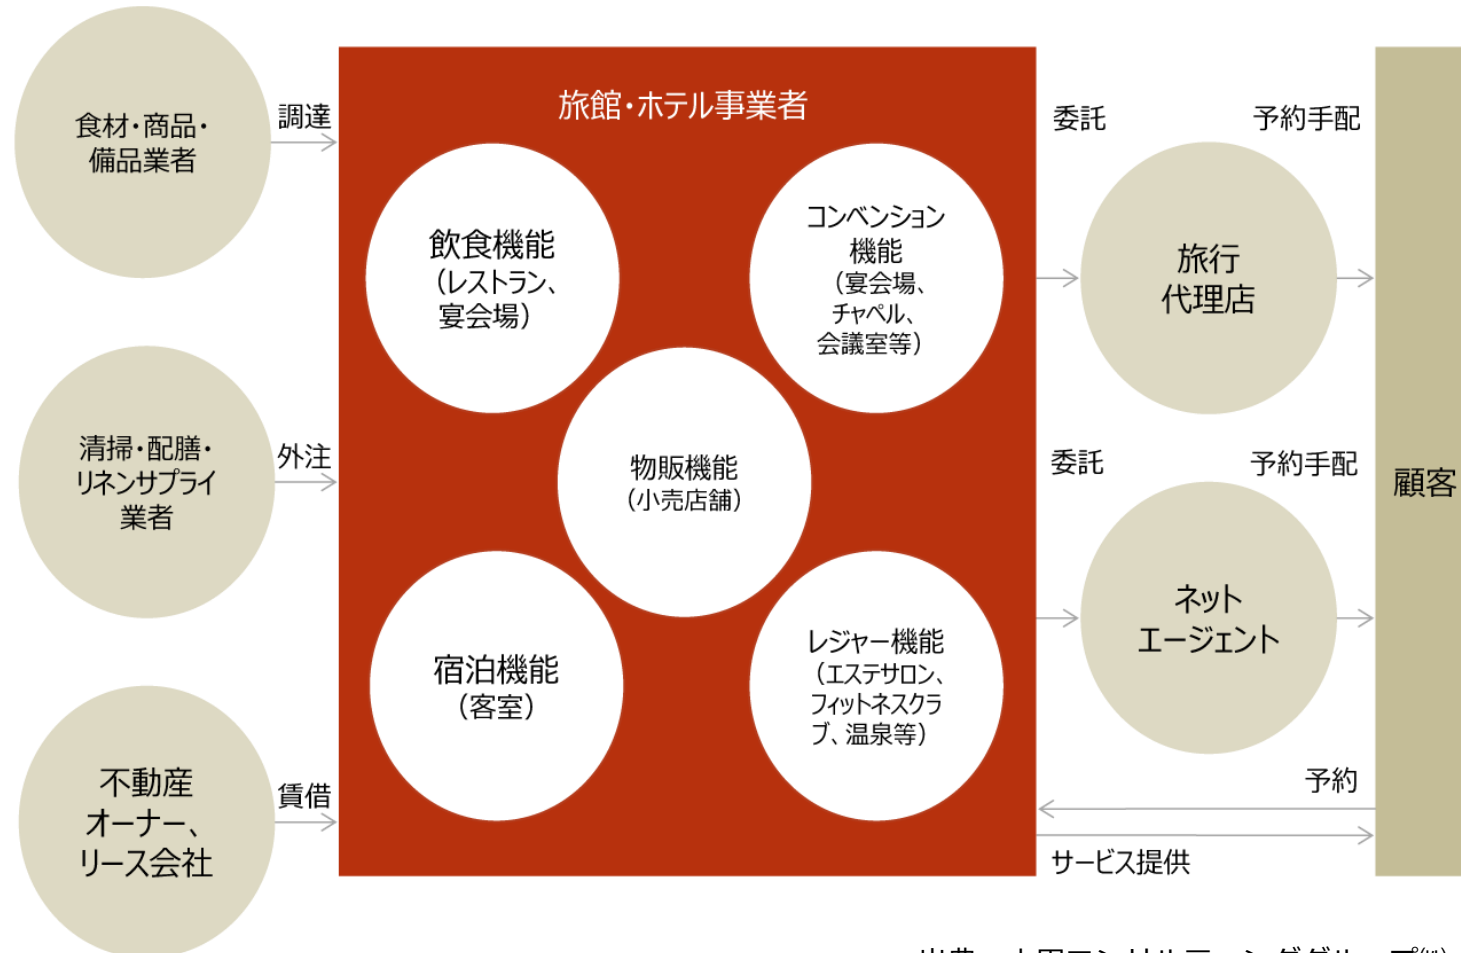 食材・商品・
備品業者
調達
清掃・配膳・
リネンサプライ
業者
外注
不動産
オーナー、
リース会社
賃借
旅館・ホテル事業者
飲食機能
（レストラン、
宴会場）
コンベンション
機能
（宴会場、
チャペル、
会議室等）
物販機能
（小売店舗）
宿泊機能
（客室）
レジャー機能
（エステサロン、
フィットネスクラ
ブ、温泉等）
委託
予約手配
旅行
代理店
委託
予約手配
ネット
エージェント
予約
サービス提供
顧客